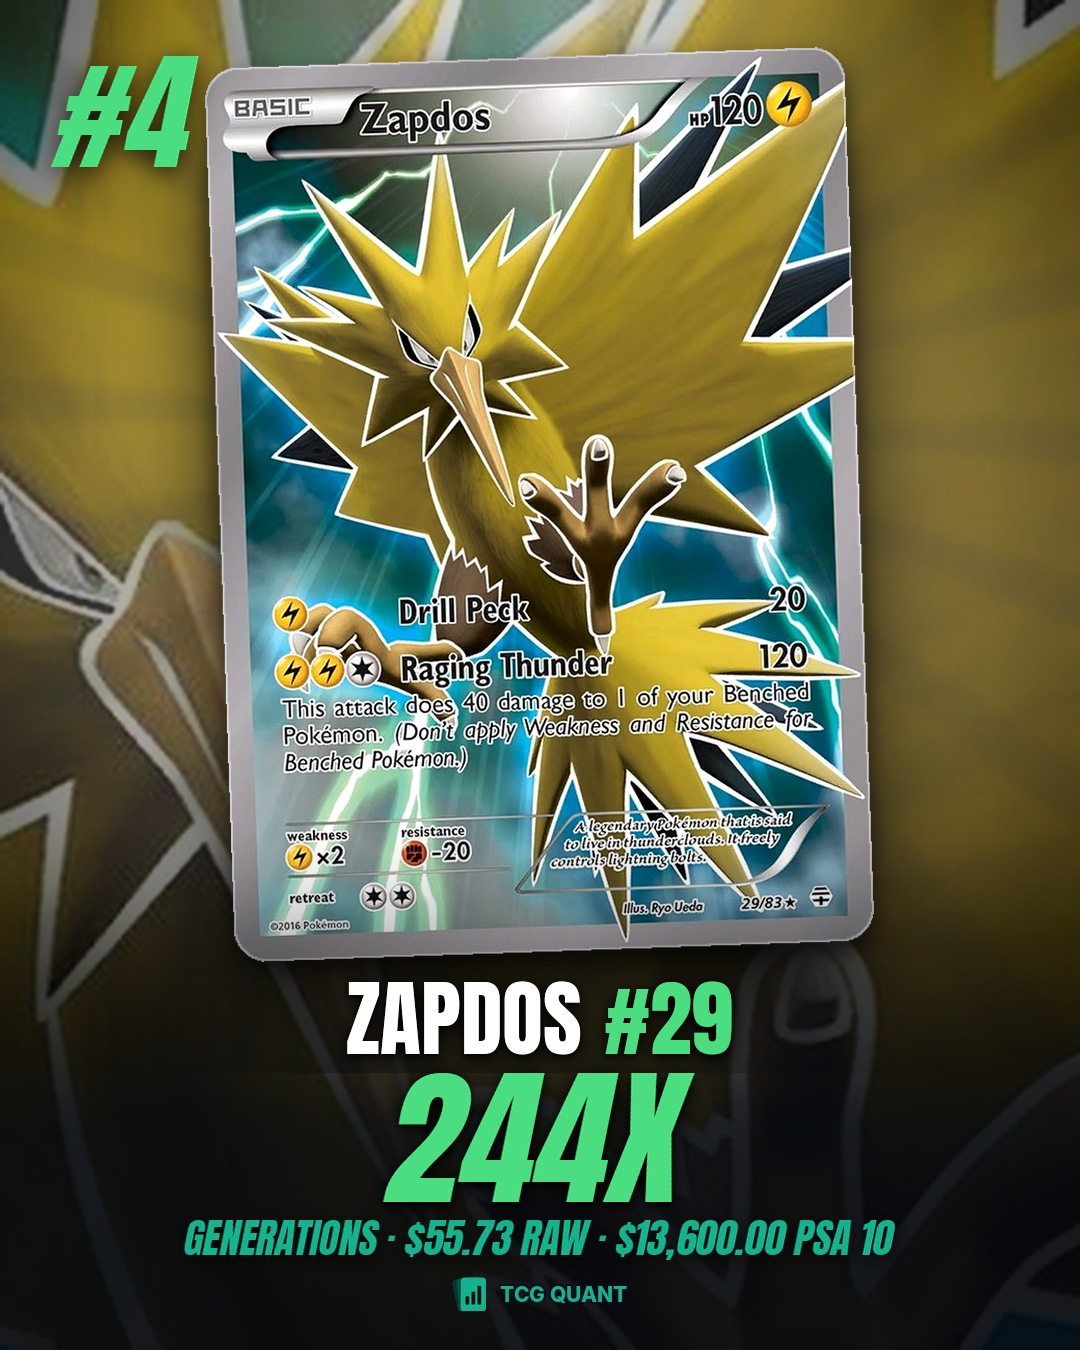 #4
BASIC
Zapdos
HP120
Drill Peck 20
Raging Thunder 120
This attack does 40 damage to 1 of your Benched
Pokémon. (Don't apply Weakness and Resistance for
Benched Pokémon.)
weakness
×2
resistance
-20
A legendary Pokémon that is said
to live in thunderclouds. It freely
controls lightning bolts.
retreat
Illus. Ryo Ueda
29/83★
©2016 Pokémon
ZAPDOS #29
244X
GENERATIONS · $55.73 RAW · $13,600.00 PSA 10
TCG QUANT